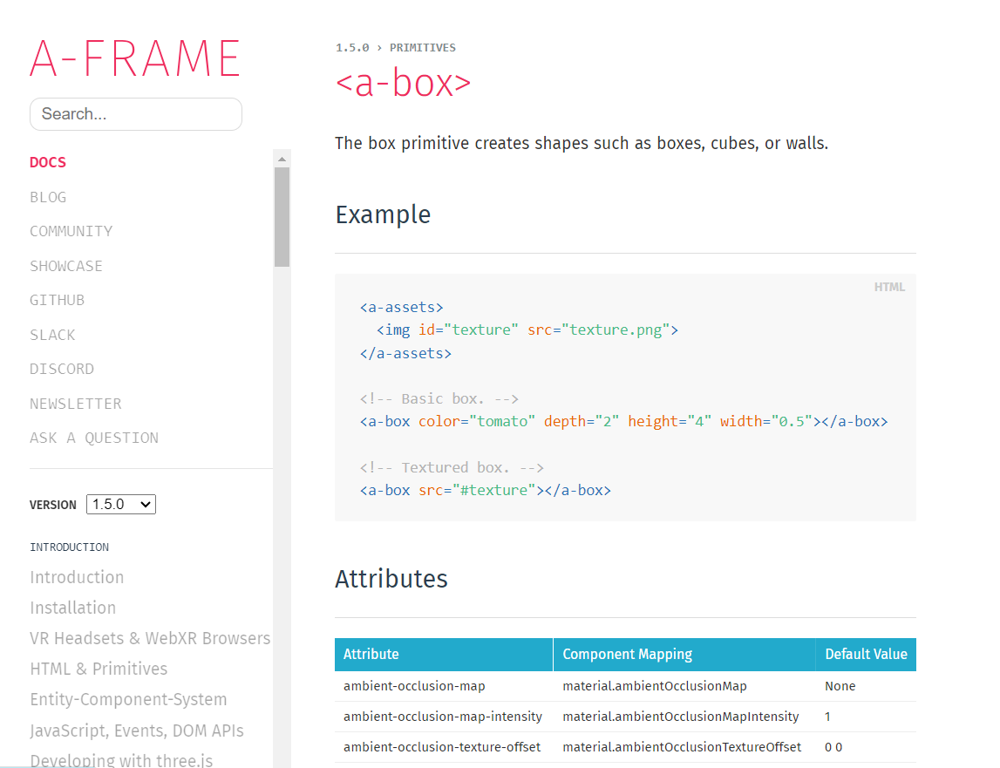 A-FRAME
Search...
DOCS
BLOG
COMMUNITY
SHOWCASE
GITHUB
SLACK
DISCORD
NEWSLETTER
ASK A QUESTION
VERSION 1.5.0
INTRODUCTION
Introduction
Installation
VR Headsets & WebXR Browsers
HTML & Primitives
Entity-Component-System
JavaScript, Events, DOM APIs
Developing with three.js
1.5.0 › PRIMITIVES
<a-box>
The box primitive creates shapes such as boxes, cubes, or walls.
Example
HTML
<a-assets>
  <img id="texture" src="texture.png">
</a-assets>
<!-- Basic box. -->
<a-box color="tomato" depth="2" height="4" width="0.5"></a-box>
<!-- Textured box. -->
<a-box src="#texture"></a-box>
Attributes
Attribute Component Mapping Default Value
ambient-occlusion-map material.ambientOcclusionMap None
ambient-occlusion-map-intensity material.ambientOcclusionMapIntensity 1
ambient-occlusion-texture-offset material.ambientOcclusionTextureOffset 0 0